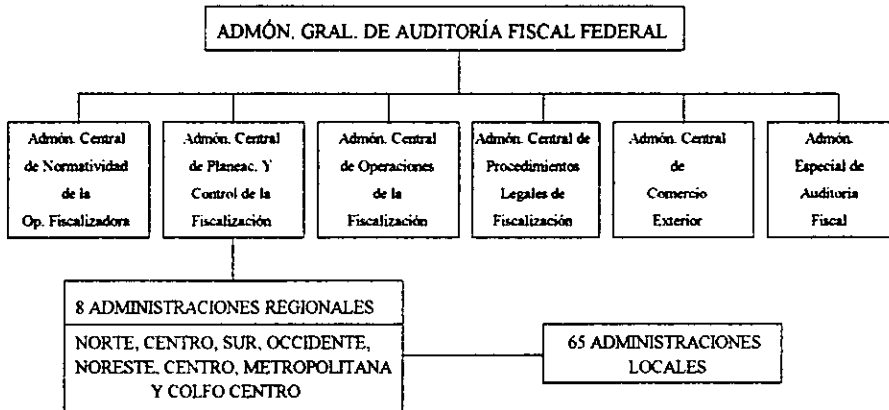 ADMÓN. GRAL. DE AUDITORÍA FISCAL FEDERAL
Admón. Central
de Normatividad
de la
Op. Fiscalizadora
Admón. Central
de Planeac. Y
Control de la
Fiscalización
Admón. Central
de Operaciones
de la
Fiscalización
Admón. Central de
Procedimientos
Legales de
Fiscalización
Admón. Central
de
Comercio
Exterior
Admón.
Especial de
Auditoria
Fiscal
8 ADMINISTRACIONES REGIONALES
NORTE, CENTRO, SUR, OCCIDENTE,
NORESTE, CENTRO, METROPOLITANA
Y COLFO CENTRO
65 ADMINISTRACIONES
LOCALES